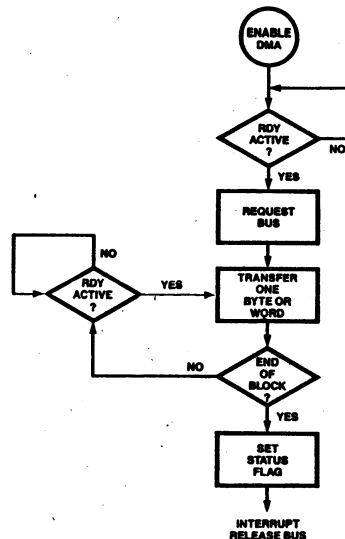 ENABLE
DMA
RDY
ACTIVE
?
NO
YES
REQUEST
BUS
NO
RDY
ACTIVE
?
YES
TRANSFER
ONE
BYTE OR
WORD
NO
END
OF
BLOCK
?
YES
SET
STATUS
FLAG
INTERRUPT
RELEASE BUS